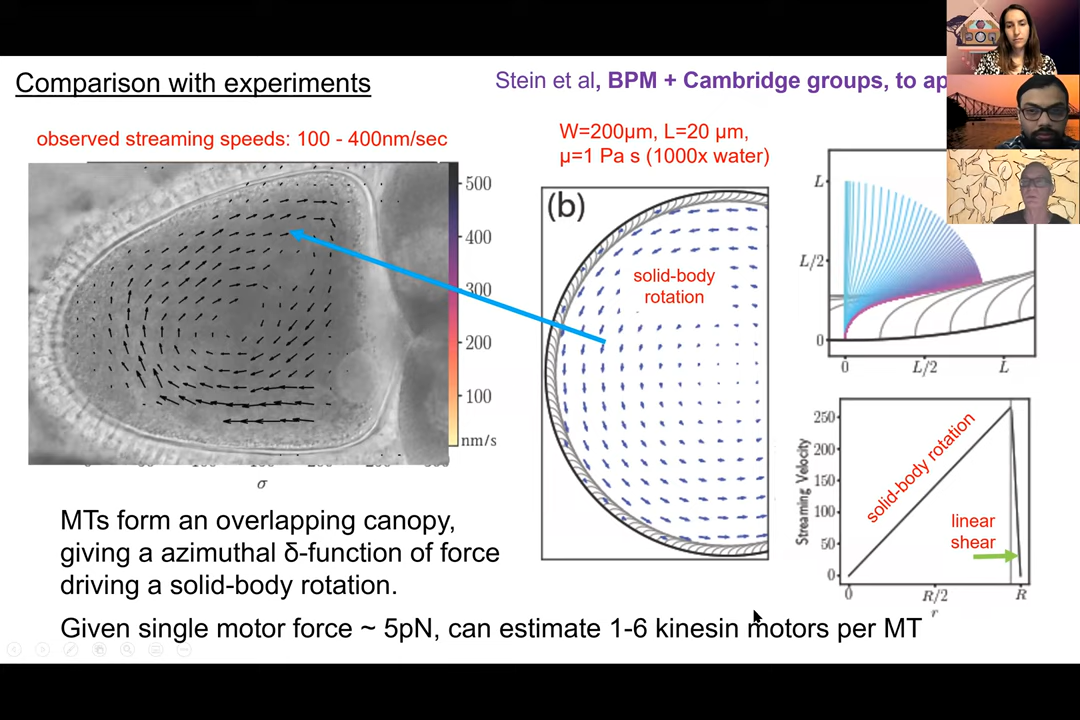 Comparison with experiments
Stein et al, BPM + Cambridge groups, to ap
observed streaming speeds: 100 - 400nm/sec
W=200μm, L=20 μm,
μ=1 Pa s (1000x water)
500
400
300
200
100
nm/s
σ
(b)
solid-body
rotation
L
L/2
0
0
L/2
L
Streaming Velocity
250
200
150
100
50
0
solid-body rotation
linear
shear
0
R/2
R
r
MTs form an overlapping canopy,
giving a azimuthal δ-function of force
driving a solid-body rotation.
Given single motor force ~ 5pN, can estimate 1-6 kinesin motors per MT